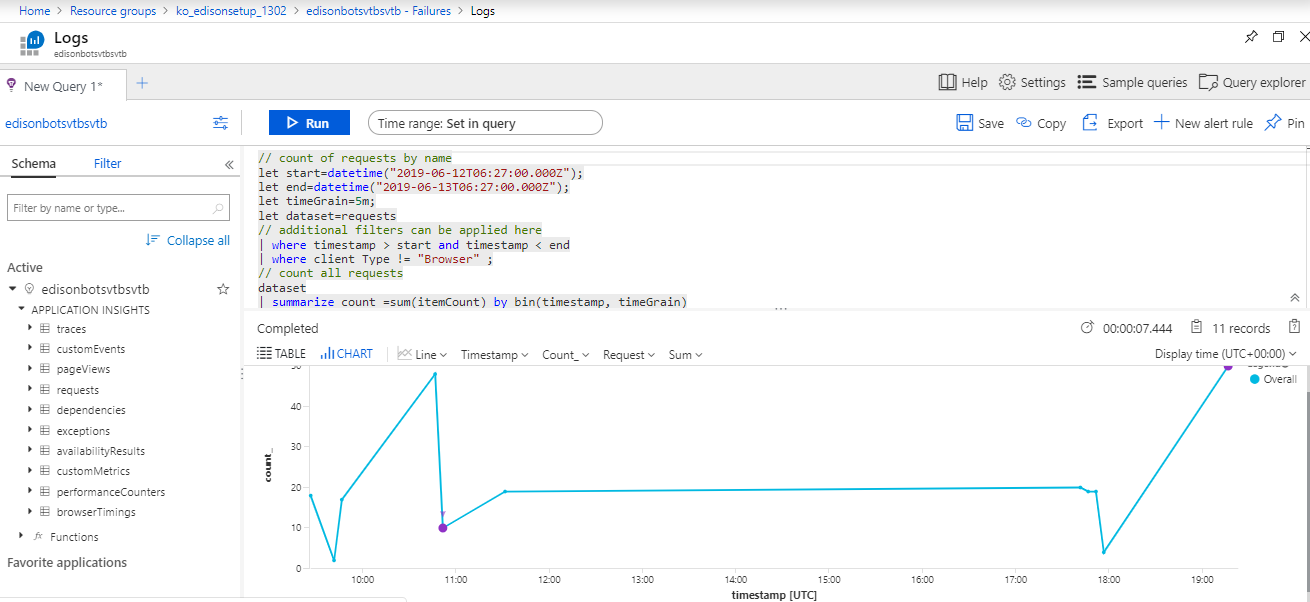 Home > Resource groups > ko_edisonsetup_1302 > edisonbotsvtbsvtb - Failures > Logs
Logs
edisonbotsvtbsvtb
New Query 1*
Help Settings Sample queries Query explorer
edisonbotsvtbsvtb
Run
Time range: Set in query
Save Copy Export New alert rule Pin
Schema Filter
Filter by name or type...
Collapse all
Active
edisonbotsvtbsvtb
APPLICATION INSIGHTS
traces
customEvents
pageViews
requests
dependencies
exceptions
availabilityResults
customMetrics
performanceCounters
browserTimings
fx Functions
Favorite applications
// count of requests by name
let start=datetime("2019-06-12T06:27:00.000Z");
let end=datetime("2019-06-13T06:27:00.000Z");
let timeGrain=5m;
let dataset=requests
// additional filters can be applied here
| where timestamp > start and timestamp < end
| where client Type != "Browser" ;
// count all requests
dataset
| summarize count =sum(itemCount) by bin(timestamp, timeGrain)
Completed
00:00:07.444 11 records
TABLE CHART Line Timestamp Count_ Request Sum
Display time (UTC+00:00)
Overall
50
40
30
20
10
0
count_
10:00 11:00 12:00 13:00 14:00 15:00 16:00 17:00 18:00 19:00
timestamp [UTC]